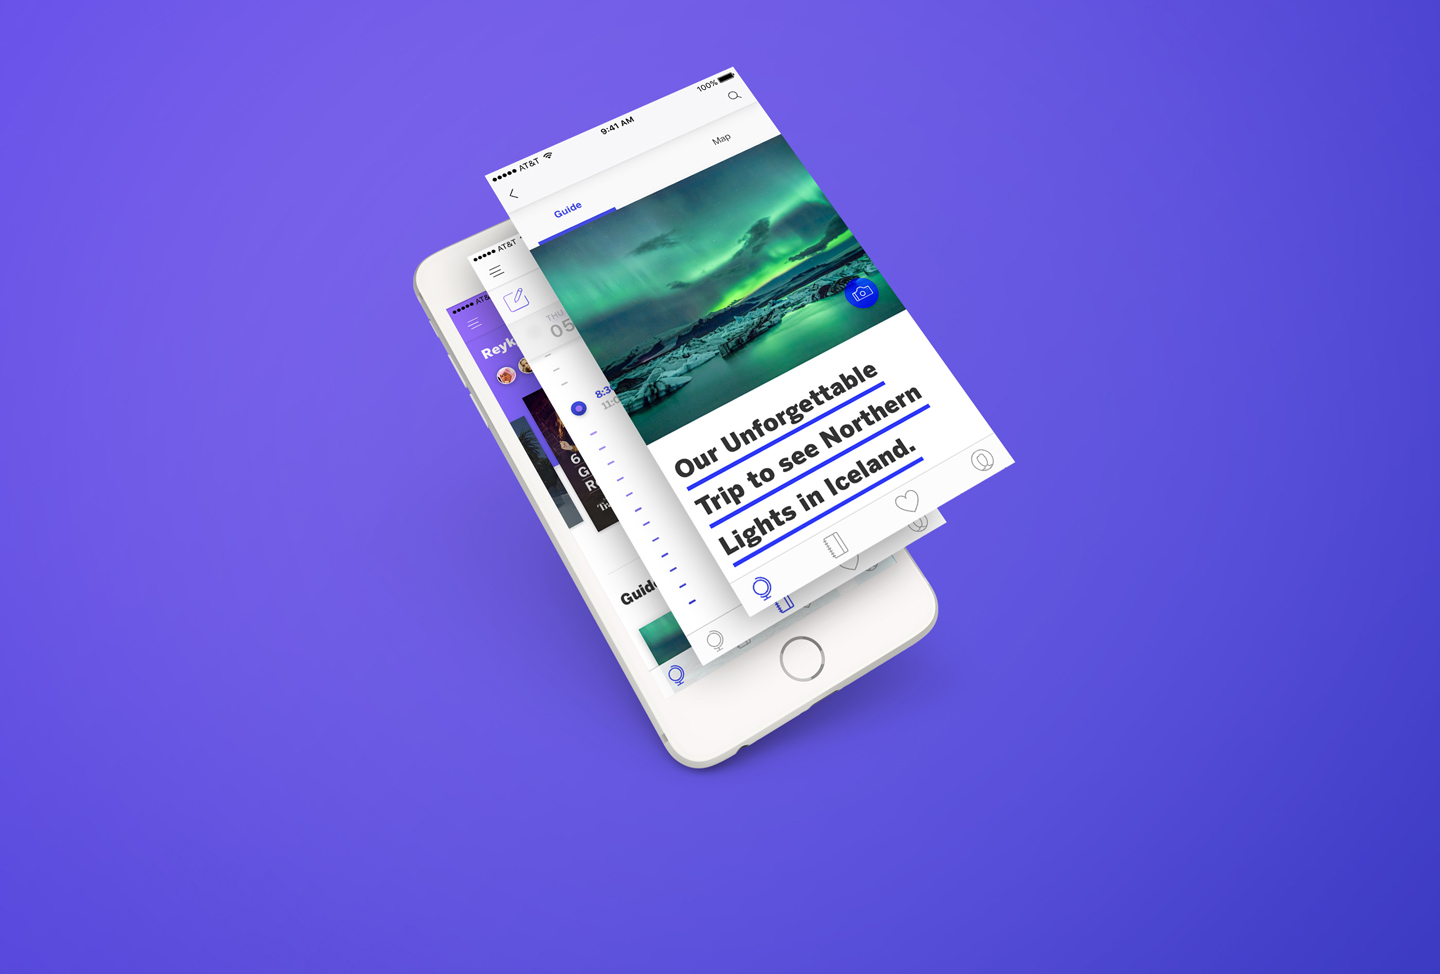 ●●●●● AT&T
9:41 AM
100%
Guide
Map
Our Unforgettable
Trip to see Northern
Lights in Iceland.
●●●●● AT&T
THU
05
8:3
11:
●●●●● AT&
Reyk
6
G
R
Guide